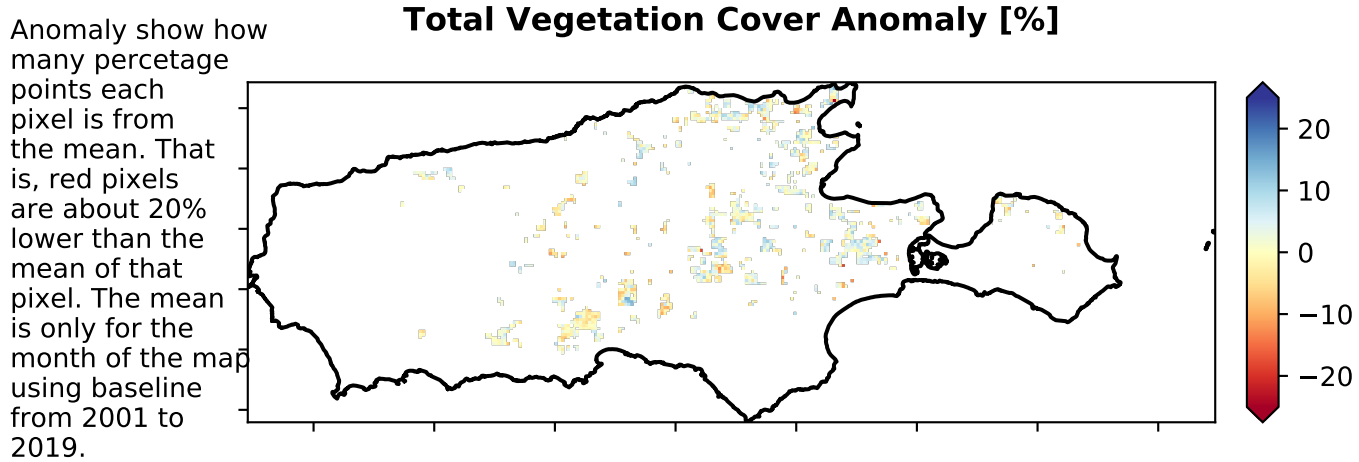 Total Vegetation Cover Anomaly [%]
Anomaly show how
many percetage
points each
pixel is from
the mean. That
is, red pixels
are about 20%
lower than the
mean of that
pixel. The mean
is only for the
month of the map
using baseline
from 2001 to
2019.
20
10
0
−10
−20